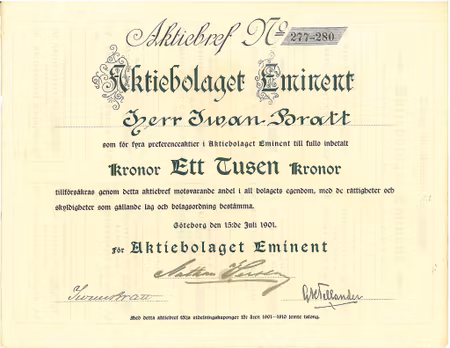 Aktiebref No 277-280
Aktiebolaget Eminent
Herr Iwan Bratt
som för fyra preferenceaktier i Aktiebolaget Eminent till fullo inbetalt
Kronor Ett Tusen Kronor
tillförsäkras genom detta aktiebref motsvarande andel i all bolagets egendom, med de rättigheter och
skyldigheter som gällande lag och bolagsordning bestämma.
Göteborg den 15:de Juli 1901.
För Aktiebolaget Eminent
Nathan
Iwan Bratt
Med detta aktiebref följa utdelningskuponger för åren 1901-1910 jemte talong.